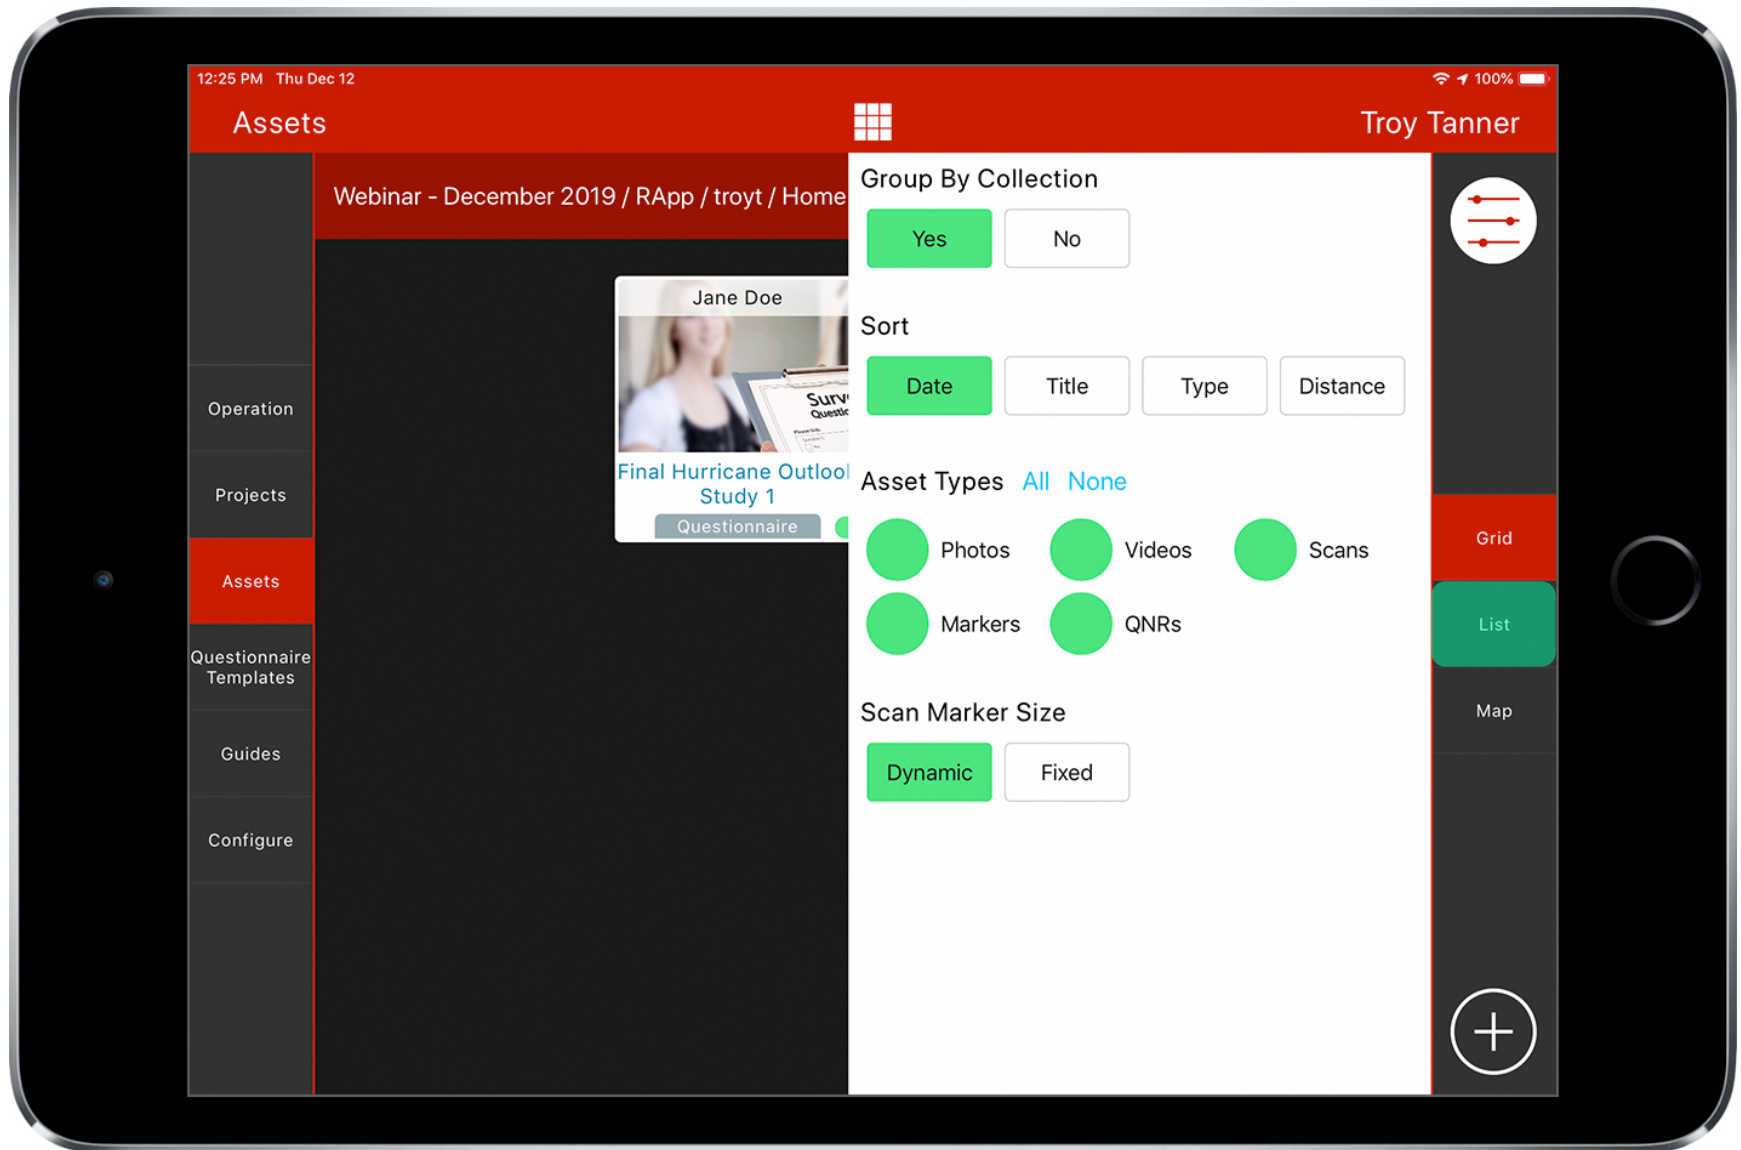 12:25 PM Thu Dec 12
100%
Assets
Troy Tanner
Operation
Projects
Assets
Questionnaire
Templates
Guides
Configure
Webinar - December 2019 / RApp / troyt / Home
Jane Doe
Surv
Questio
Final Hurricane Outlook
Study 1
Questionnaire
Group By Collection
Yes No
Sort
Date Title Type Distance
Asset Types All None
Photos Videos Scans
Markers QNRs
Scan Marker Size
Dynamic Fixed
Grid
List
Map